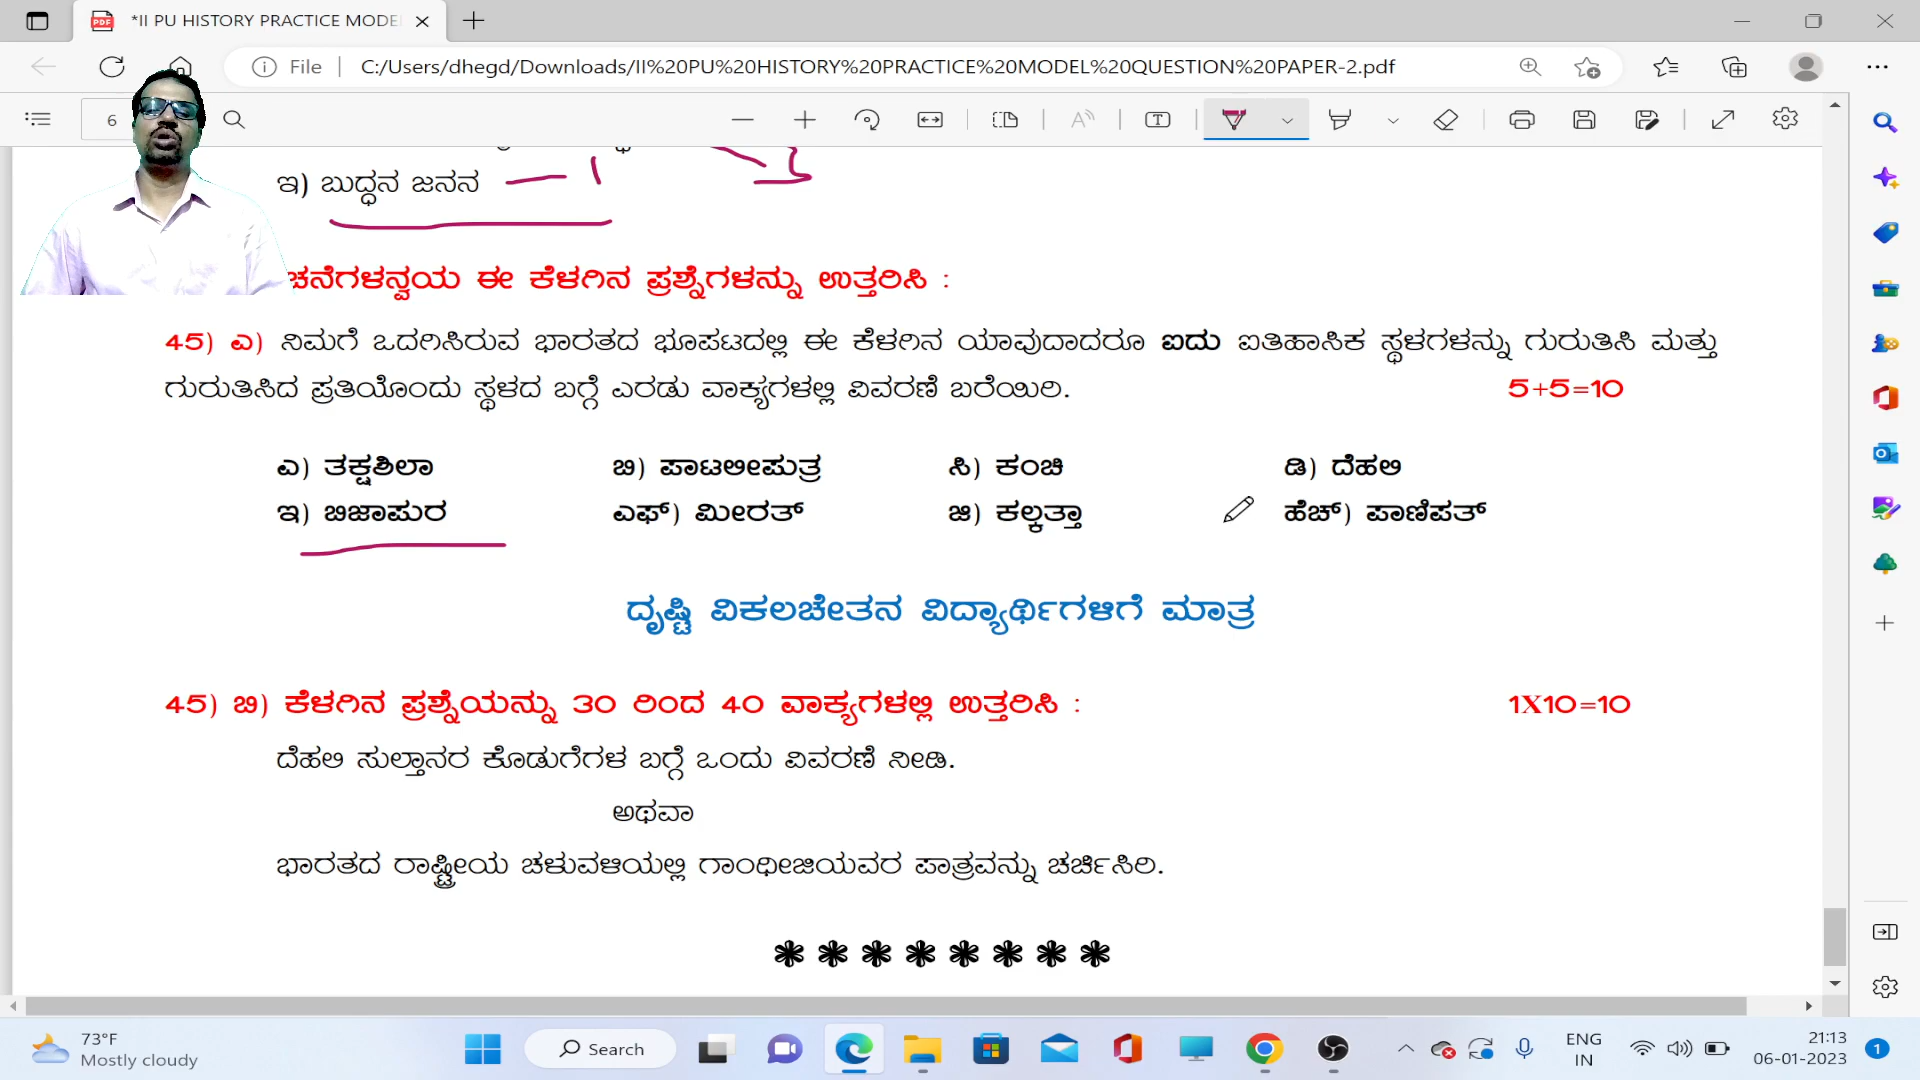 *II PU HISTORY PRACTICE MODE
File
C:/Users/dhegd/Downloads/II%20PU%20HISTORY%20PRACTICE%20MODEL%20QUESTION%20PAPER-2.pdf
6
ಇ) ಬುದ್ಧನ ಜನನ
ಚನೆಗಳನ್ವಯ ಈ ಕೆಳಗಿನ ಪ್ರಶ್ನೆಗಳನ್ನು ಉತ್ತರಿಸಿ :
45) ಎ) ನಿಮಗೆ ಒದಗಿಸಿರುವ ಭಾರತದ ಭೂಪಟದಲ್ಲಿ ಈ ಕೆಳಗಿನ ಯಾವುದಾದರೂ ಐದು ಐತಿಹಾಸಿಕ ಸ್ಥಳಗಳನ್ನು ಗುರುತಿಸಿ ಮತ್ತು
ಗುರುತಿಸಿದ ಪ್ರತಿಯೊಂದು ಸ್ಥಳದ ಬಗ್ಗೆ ಎರಡು ವಾಕ್ಯಗಳಲ್ಲಿ ವಿವರಣೆ ಬರೆಯಿರಿ. 5+5=10
ಎ) ತಕ್ಷಶಿಲಾ ಬಿ) ಪಾಟಲೀಪುತ್ರ ಸಿ) ಕಂಚಿ ಡಿ) ದೆಹಲಿ
ಇ) ಬಿಜಾಪುರ ಎಫ್) ಮೀರತ್ ಜಿ) ಕಲ್ಕತ್ತಾ ಹೆಚ್) ಪಾಣಿಪತ್
ದೃಷ್ಟಿ ವಿಕಲಚೇತನ ವಿದ್ಯಾರ್ಥಿಗಳಿಗೆ ಮಾತ್ರ
45) ಬಿ) ಕೆಳಗಿನ ಪ್ರಶ್ನೆಯನ್ನು 30 ರಿಂದ 40 ವಾಕ್ಯಗಳಲ್ಲಿ ಉತ್ತರಿಸಿ : 1X10=10
ದೆಹಲಿ ಸುಲ್ತಾನರ ಕೊಡುಗೆಗಳ ಬಗ್ಗೆ ಒಂದು ವಿವರಣೆ ನೀಡಿ.
ಅಥವಾ
ಭಾರತದ ರಾಷ್ಟ್ರೀಯ ಚಳುವಳಿಯಲ್ಲಿ ಗಾಂಧೀಜಿಯವರ ಪಾತ್ರವನ್ನು ಚರ್ಚಿಸಿರಿ.
73°F
Mostly cloudy
Search
ENG
IN
21:13
06-01-2023
1